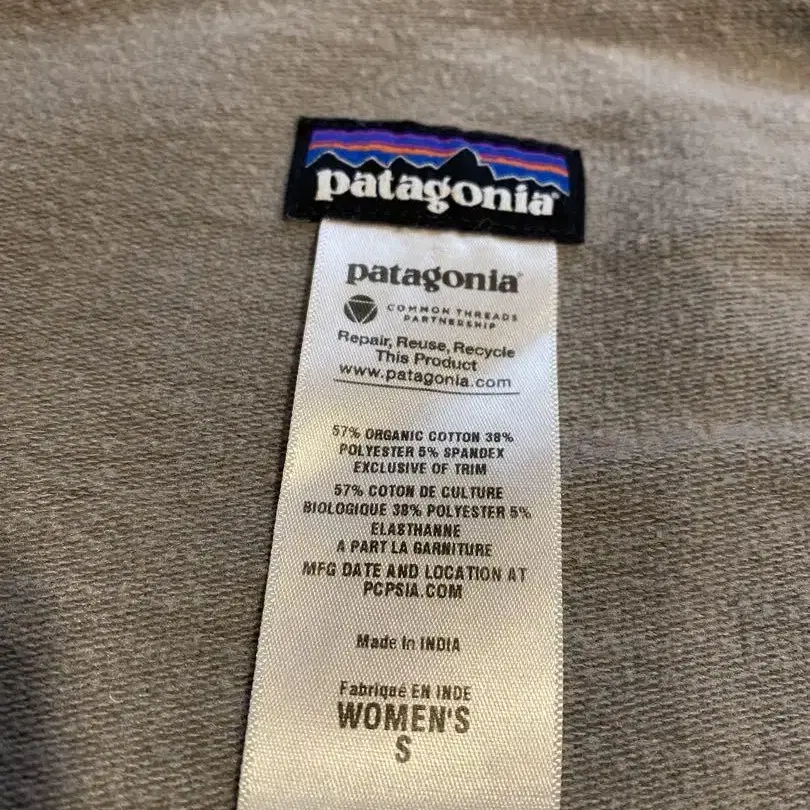 patagonia
patagonia
COMMON THREADS
PARTNERSHIP
Repair, Reuse, Recycle
This Product
www.patagonia.com
57% ORGANIC COTTON 38%
POLYESTER 5% SPANDEX
EXCLUSIVE OF TRIM
57% COTON DE CULTURE
BIOLOGIQUE 38% POLYESTER 5%
ELASTHANNE
A PART LA GARNITURE
MFG DATE AND LOCATION AT
PCPSIA.COM
Made In INDIA
Fabriqué EN INDE
WOMEN'S
S